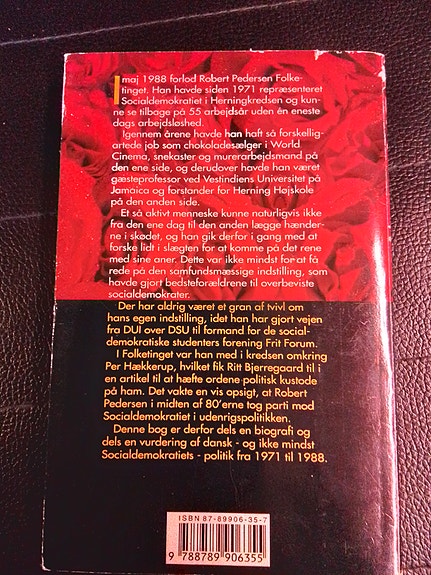 I maj 1988 forlod Robert Pedersen Folke-
tinget. Han havde siden 1971 repræsenteret
Socialdemokratiet i Herningkredsen og kun-
ne se tilbage på 55 arbejdsår uden én eneste
dags arbejdsløshed.
Igennem årene havde han haft så forskellig-
artede job som chokoladesælger i World
Cinema, snekaster og murerarbejdsmand på
den ene side, og derudover havde han været
gæsteprofessor ved Vestindiens Universitet på
Jamaica og forstander for Herning Højskole
på den anden side.
Et så aktivt menneske kunne naturligvis ikke
fra den ene dag til den anden lægge hænder-
ne i skødet, og han gik derfor i gang med at
forske lidt i slægten for at komme på det rene
med sine aner. Dette var ikke mindst for at få
rede på den samfundsmæssige indstilling, som
havde gjort bedsteforældrene til overbeviste
socialdemokrater.
Der har aldrig været et gran af tvivl om
hans egen indstilling, idet han har gjort vejen
fra DUI over DSU til formand for de social-
demokratiske studenters forening Frit Forum.
I Folketinget var han med i kredsen omkring
Per Hækkerup, hvilket fik Ritt Bjerregaard til i
en artikel til at hæfte ordene politisk kustode
på ham. Det vakte en vis opsigt, at Robert
Pedersen i midten af 80'erne tog parti mod
Socialdemokratiet i udenrigspolitikken.
Denne bog er derfor dels en biografi og
dels en vurdering af dansk - og ikke mindst
Socialdemokratiets - politik fra 1971 til 1988.
ISBN 87-89906-35-7
9 788789 906355